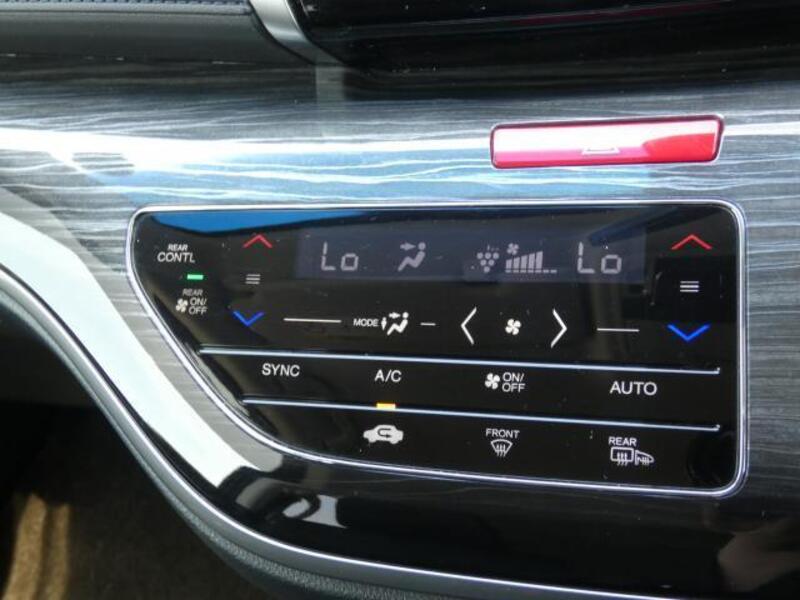 REAR
CONTL
Lo
Lo
REAR
ON/
OFF
MODE
SYNC
A/C
ON/
OFF
AUTO
FRONT
REAR